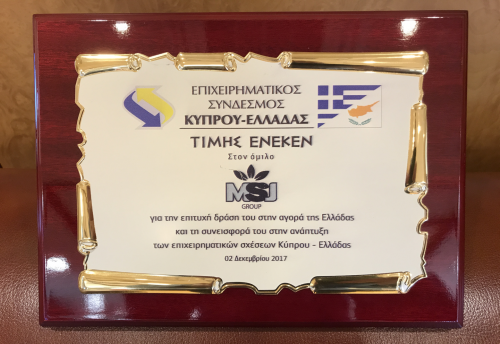 ΕΠΙΧΕΙΡΗΜΑΤΙΚΟΣ
ΣΥΝΔΕΣΜΟΣ
ΚΥΠΡΟΥ-ΕΛΛΑΔΑΣ
ΤΙΜΗΣ ΕΝΕΚΕΝ
Στον όμιλο
MSJ
GROUP
για την επιτυχή δράση του στην αγορά της Ελλάδας
και τη συνεισφορά του στην ανάπτυξη
των επιχειρηματικών σχέσεων Κύπρου - Ελλάδας
02 Δεκεμβρίου 2017